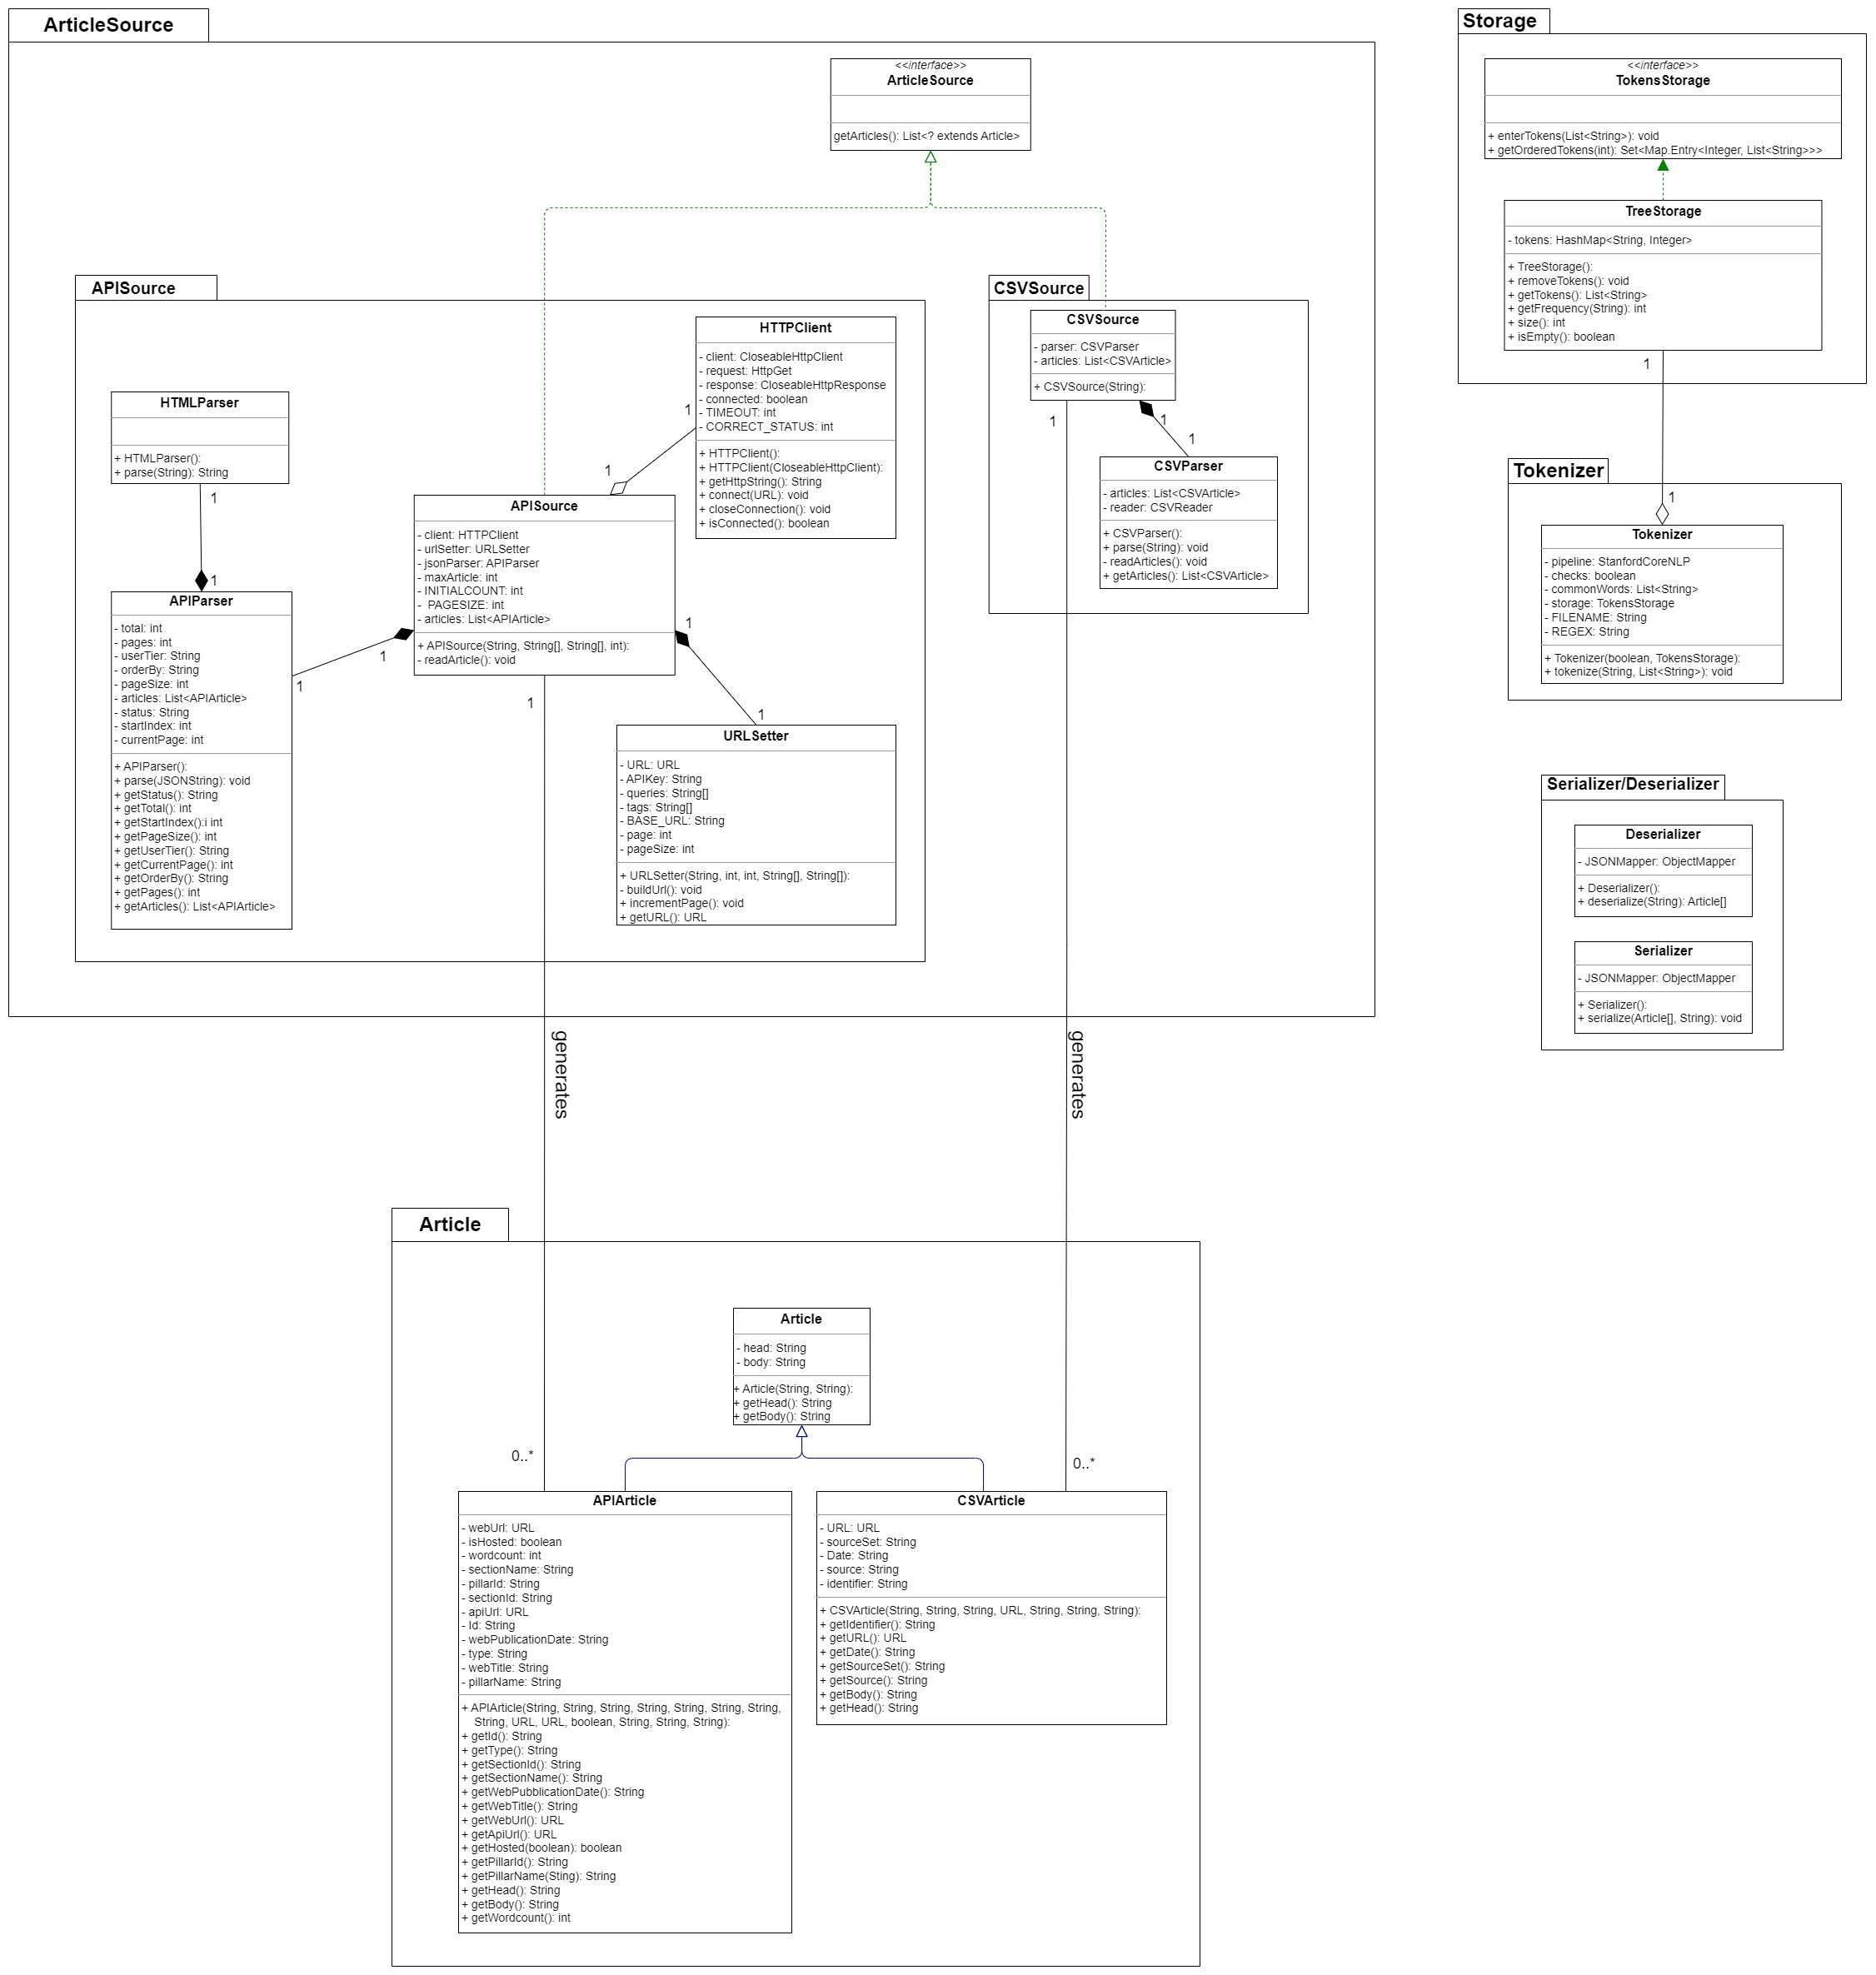 ArticleSource
<<interface>>
ArticleSource
getArticles(): List<? extends Article>
APISource
HTTPClient
- client: CloseableHttpClient
- request: HttpGet
- response: CloseableHttpResponse
- connected: boolean
- TIMEOUT: int
- CORRECT_STATUS: int
+ HTTPClient():
+ HTTPClient(CloseableHttpClient):
+ getHttpString(): String
+ connect(URL): void
+ closeConnection(): void
+ isConnected(): boolean
1
1
HTMLParser
+ HTMLParser():
+ parse(String): String
1
1
APIParser
- total: int
- pages: int
- userTier: String
- orderBy: String
- pageSize: int
- articles: List<APIArticle>
- status: String
- startIndex: int
- currentPage: int
+ APIParser():
+ parse(JSONString): void
+ getStatus(): String
+ getTotal(): int
+ getStartIndex():i int
+ getPageSize(): int
+ getUserTier(): String
+ getCurrentPage(): int
+ getOrderBy(): String
+ getPages(): int
+ getArticles(): List<APIArticle>
1
1
APISource
- client: HTTPClient
- urlSetter: URLSetter
- jsonParser: APIParser
- maxArticle: int
- INITIALCOUNT: int
-  PAGESIZE: int
- articles: List<APIArticle>
+ APISource(String, String[], String[], int):
- readArticle(): void
1
1
1
URLSetter
- URL: URL
- APIKey: String
- queries: String[]
- tags: String[]
- BASE_URL: String
- page: int
- pageSize: int
+ URLSetter(String, int, int, String[], String[]):
- buildUrl(): void
+ incrementPage(): void
+ getURL(): URL
CSVSource
CSVSource
- parser: CSVParser
- articles: List<CSVArticle>
+ CSVSource(String):
1
1
1
CSVParser
- articles: List<CSVArticle>
- reader: CSVReader
+ CSVParser():
+ parse(String): void
- readArticles(): void
+ getArticles(): List<CSVArticle>
generates
generates
Article
Article
- head: String
- body: String
+ Article(String, String):
+ getHead(): String
+ getBody(): String
0..*
0..*
APIArticle
- webUrl: URL
- isHosted: boolean
- wordcount: int
- sectionName: String
- pillarId: String
- sectionId: String
- apiUrl: URL
- Id: String
- webPublicationDate: String
- type: String
- webTitle: String
- pillarName: String
+ APIArticle(String, String, String, String, String, String, String,
String, URL, URL, boolean, String, String, String):
+ getId(): String
+ getType(): String
+ getSectionId(): String
+ getSectionName(): String
+ getWebPubblicationDate(): String
+ getWebTitle(): String
+ getWebUrl(): URL
+ getApiUrl(): URL
+ getHosted(boolean): boolean
+ getPillarId(): String
+ getPillarName(Sting): String
+ getHead(): String
+ getBody(): String
+ getWordcount(): int
CSVArticle
- URL: URL
- sourceSet: String
- Date: String
- source: String
- identifier: String
+ CSVArticle(String, String, String, URL, String, String, String):
+ getIdentifier(): String
+ getURL(): URL
+ getDate(): String
+ getSourceSet(): String
+ getSource(): String
+ getBody(): String
+ getHead(): String
Storage
<<interface>>
TokensStorage
+ enterTokens(List<String>): void
+ getOrderedTokens(int): Set<Map.Entry<Integer, List<String>>>
TreeStorage
- tokens: HashMap<String, Integer>
+ TreeStorage():
+ removeTokens(): void
+ getTokens(): List<String>
+ getFrequency(String): int
+ size(): int
+ isEmpty(): boolean
1
Tokenizer
1
Tokenizer
- pipeline: StanfordCoreNLP
- checks: boolean
- commonWords: List<String>
- storage: TokensStorage
- FILENAME: String
- REGEX: String
+ Tokenizer(boolean, TokensStorage):
+ tokenize(String, List<String>): void
Serializer/Deserializer
Deserializer
- JSONMapper: ObjectMapper
+ Deserializer():
+ deserialize(String): Article[]
Serializer
- JSONMapper: ObjectMapper
+ Serializer():
+ serialize(Article[], String): void